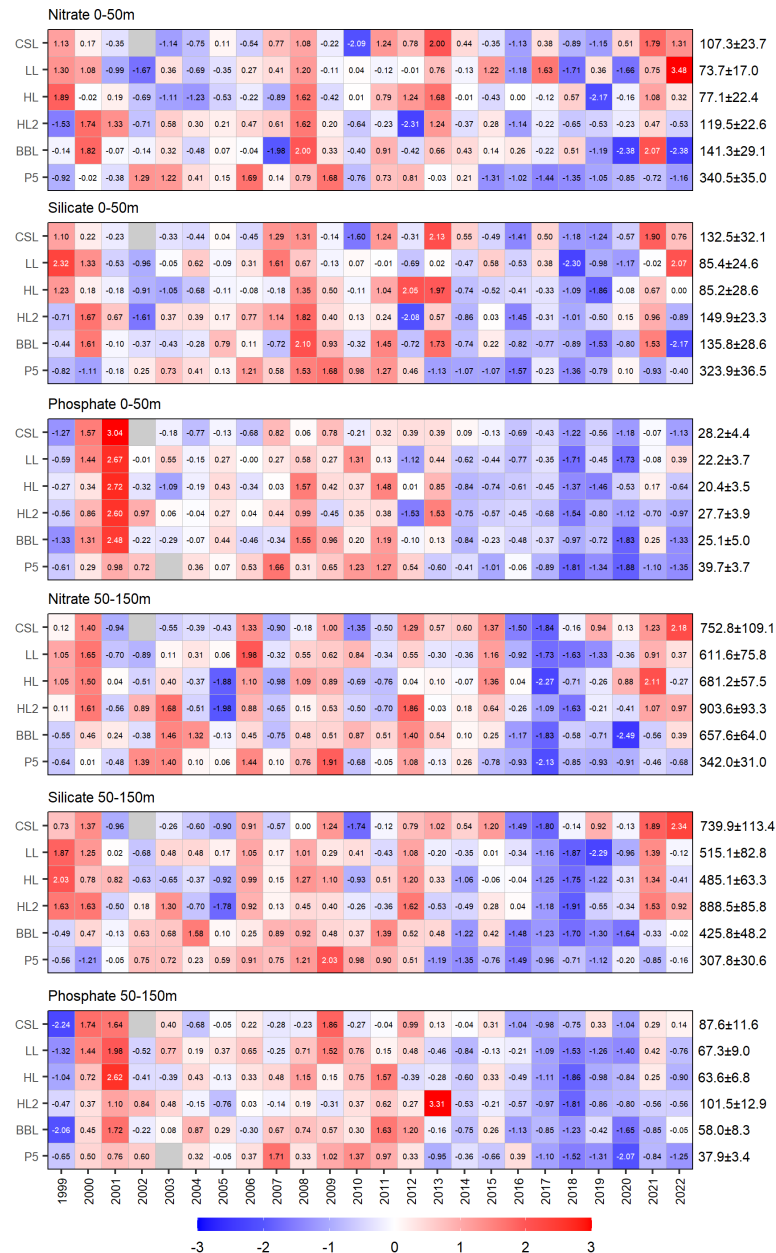 Nitrate 0-50m
CSL 1.13 0.17 -0.35 -1.14 -0.75 0.11 -0.54 0.77 1.08 -0.22 -2.09 1.24 0.78 2.00 0.44 -0.35 -1.13 0.38 -0.89 -1.15 0.51 1.79 1.31 107.3±23.7
LL 1.30 1.08 -0.99 -1.67 0.36 -0.69 -0.35 0.27 0.41 1.20 -0.11 0.04 -0.12 -0.01 0.76 -0.13 1.22 -1.18 1.63 -1.71 0.36 -1.66 0.75 3.48 73.7±17.0
HL 1.89 -0.02 0.19 -0.69 -1.11 -1.23 -0.53 -0.22 -0.89 1.62 -0.42 -0.01 0.79 1.24 1.68 -0.01 -0.43 0.00 -0.12 0.57 -2.17 -0.16 1.08 0.32 77.1±22.4
HL2 -1.53 1.74 1.33 -0.71 0.58 0.30 0.21 0.47 0.61 1.62 0.20 -0.64 -0.23 -2.31 1.24 -0.37 0.28 -1.14 -0.22 -0.65 -0.53 -0.23 0.47 -0.53 119.5±22.6
BBL -0.14 1.82 -0.07 -0.14 0.32 -0.48 0.07 -0.04 -1.98 2.00 0.33 -0.40 0.91 -0.42 0.66 0.43 0.14 0.26 -0.22 0.51 -1.19 -2.38 2.07 -2.38 141.3±29.1
P5 -0.92 -0.02 -0.38 1.29 1.22 0.41 0.15 1.69 0.14 0.79 1.68 -0.76 0.73 0.81 -0.03 0.21 -1.31 -1.02 -1.44 -1.35 -1.05 -0.85 -0.72 -1.16 340.5±35.0
Silicate 0-50m
CSL 1.10 0.22 -0.23 -0.33 -0.44 0.04 -0.45 1.29 1.31 -0.14 -1.60 1.24 -0.31 2.13 0.55 -0.49 -1.41 0.50 -1.18 -1.24 -0.57 1.90 0.76 132.5±32.1
LL 2.32 1.33 -0.53 -0.96 -0.05 0.62 -0.09 0.31 1.61 0.67 -0.13 0.07 -0.01 -0.69 0.02 -0.47 0.58 -0.68 0.37 -2.30 -0.98 -1.17 -0.02 2.07 85.4±24.6
HL 1.23 0.18 -0.18 -0.91 -1.05 -0.68 -0.11 -0.08 -0.18 1.35 0.50 -0.11 1.04 2.05 1.97 -0.74 -0.52 -0.41 -0.33 -1.09 -1.86 -0.08 0.67 0.00 85.2±28.6
HL2 -0.71 1.67 0.67 -1.61 0.37 0.39 0.17 0.77 1.14 1.82 0.40 0.13 0.24 -2.08 0.57 -0.86 0.03 -1.45 -0.31 -1.01 -0.50 0.15 0.96 -0.89 149.9±23.3
BBL -0.44 1.61 -0.10 -0.37 -0.43 -0.28 0.79 0.11 -0.72 2.10 0.93 -0.32 1.45 -0.72 1.73 -0.74 0.22 -0.82 -0.77 -0.89 -1.53 -0.80 1.53 -2.17 135.8±28.6
P5 -0.82 -1.11 -0.18 0.25 0.73 0.41 0.13 1.21 0.58 1.53 1.68 0.98 1.27 0.46 -1.13 -1.07 -1.07 -1.57 -0.23 -1.36 -0.79 0.10 -0.93 -0.40 323.9±36.5
Phosphate 0-50m
CSL -1.27 1.57 3.04 -0.18 -0.77 -0.13 -0.68 0.82 0.06 0.78 -0.21 0.32 0.39 0.39 0.09 -0.13 -0.69 -0.43 -1.22 -0.56 -1.18 -0.07 -1.13 28.2±4.4
LL -0.59 1.44 2.67 -0.01 0.55 -0.15 0.27 -0.00 0.27 0.58 0.27 1.31 0.13 -1.12 0.44 -0.62 -0.44 -0.77 0.35 -1.71 -0.45 -1.73 -0.08 0.39 22.2±3.7
HL -0.27 0.34 2.72 -0.32 -1.09 -0.19 -0.43 -0.34 0.03 1.57 -0.37 0.42 1.48 0.01 0.85 -0.84 -0.74 -0.61 -0.35 -1.37 -1.46 -0.53 0.17 -0.64 20.4±3.5
HL2 -0.56 0.86 2.60 0.97 0.06 -0.04 0.27 0.04 0.44 0.99 -0.45 0.38 0.72 -1.53 1.53 -0.75 -0.57 -0.45 -0.68 -1.54 -0.80 -1.12 -0.70 -0.97 27.7±3.9
BBL -1.33 1.31 2.48 -0.22 -0.29 -0.07 0.44 -0.46 -0.34 1.55 0.96 0.20 1.19 -0.10 0.13 -0.84 -0.23 -0.48 -0.37 -0.97 -0.72 -1.83 0.25 -1.33 25.1±5.0
P5 -0.61 0.29 0.98 0.72 0.36 0.07 0.53 1.66 0.31 0.65 1.23 1.27 0.54 -0.60 -0.41 -1.01 -0.06 -0.89 -1.81 -1.34 -1.88 -1.10 -1.35 39.7±3.7
Nitrate 50-150m
CSL 0.12 1.40 -0.94 -0.55 -0.39 -0.43 1.33 -0.90 -0.18 1.00 -1.35 -0.50 1.29 0.57 0.60 1.37 -1.50 -1.84 -0.16 0.94 0.13 1.23 2.18 752.8±109.1
LL 1.05 1.65 -0.70 -0.89 0.11 0.31 0.06 1.98 -0.32 0.55 0.62 0.84 -0.34 0.55 -0.30 -0.35 1.16 -0.92 -1.73 -1.63 -1.33 -0.36 0.91 0.37 611.6±75.8
HL 1.05 1.50 0.04 -0.51 0.40 -0.35 -1.88 1.10 -0.98 1.09 0.89 -0.69 -0.76 0.04 0.10 -0.07 1.36 0.04 -2.27 -1.03 -0.20 0.88 2.11 -0.27 681.2±57.5
HL2 0.11 1.61 -0.56 0.89 1.68 -0.51 -1.98 0.88 -0.65 0.15 0.53 -0.50 -0.70 1.86 -0.03 0.18 0.64 -0.26 -1.09 -1.63 -0.21 -0.41 1.07 0.97 903.6±93.3
BBL -0.55 0.46 0.24 -0.38 1.46 1.32 -0.13 0.45 -0.75 0.48 0.51 0.87 0.51 1.40 0.54 0.10 0.25 -1.17 -1.83 -0.58 -0.71 -2.49 -0.56 0.39 657.6±64.0
P5 -0.64 0.01 -0.48 1.39 1.40 0.10 0.06 1.44 0.10 0.76 1.91 -0.68 -0.05 1.08 -0.13 0.26 -0.78 -0.93 -2.13 -0.85 -0.93 -0.91 -0.46 -0.68 342.0±31.0
Silicate 50-150m
CSL 0.73 1.37 -0.96 -0.26 -0.60 -0.90 0.91 -0.57 0.00 1.24 -1.74 -0.12 0.79 1.02 0.54 1.20 -1.49 -1.80 -0.14 0.92 -0.13 1.89 2.34 739.9±113.4
LL 1.87 1.25 0.02 -0.68 0.48 0.48 0.17 1.05 0.17 1.01 0.29 0.41 -0.43 1.08 -0.20 -0.35 0.01 -0.34 -1.16 -1.87 -2.29 -0.96 1.39 -0.12 515.1±82.8
HL 2.03 0.78 0.82 -0.63 -0.65 -0.37 -0.92 0.99 0.15 1.27 1.10 -0.93 0.51 1.20 0.33 -1.06 -0.06 -0.04 -1.25 -1.75 -1.22 -0.31 1.34 -0.41 485.1±63.3
HL2 1.63 1.63 -0.50 0.18 1.30 -0.70 -1.78 0.92 0.13 0.45 0.40 -0.26 -0.36 1.62 -0.53 -0.49 0.28 0.04 -1.18 -1.91 -0.55 -0.34 1.53 0.92 888.5±85.8
BBL -0.49 0.47 -0.13 0.63 0.64 1.58 0.10 0.25 0.89 0.92 0.48 0.37 1.39 0.52 0.48 -1.22 0.42 -1.48 -1.23 -1.70 -1.30 -1.64 -0.33 -0.02 425.8±48.2
P5 -0.56 -1.21 -0.05 0.75 0.72 0.23 0.59 0.91 0.75 1.21 2.03 0.98 0.90 0.51 -1.19 -1.35 -0.76 -1.49 -0.96 -0.71 -1.12 -0.20 -0.85 -0.16 307.8±30.6
Phosphate 50-150m
CSL -2.24 1.74 1.64 0.40 -0.68 -0.05 0.22 -0.28 -0.23 1.86 -0.27 -0.04 0.99 0.13 -0.04 0.31 -1.04 -0.98 -0.75 0.33 -1.04 0.29 0.14 87.6±11.6
LL -1.32 1.44 1.98 -0.52 0.77 0.19 0.37 0.65 -0.25 0.71 1.52 0.76 0.15 0.48 -0.46 -0.84 -0.13 -0.21 -1.09 -1.53 -1.26 -1.40 0.42 -0.76 67.3±9.0
HL -1.04 0.72 2.62 -0.41 -0.39 0.43 -0.13 0.33 0.48 1.15 0.15 0.75 1.57 -0.39 -0.28 -0.60 0.33 -0.49 -1.11 -1.86 -0.98 -0.84 0.25 -0.90 63.6±6.8
HL2 -0.47 0.37 1.10 0.84 0.48 -0.15 -0.76 0.03 -0.14 0.19 -0.31 0.37 0.62 0.27 3.31 -0.53 -0.21 -0.57 -0.97 -1.81 -0.86 -0.80 -0.56 -0.56 101.5±12.9
BBL -2.06 0.45 1.72 -0.22 0.08 0.87 0.29 -0.30 0.67 0.74 0.57 0.31 1.63 1.20 -0.16 -0.75 0.26 -1.13 -0.85 -1.23 -0.42 -1.65 -0.85 -0.05 58.0±8.3
P5 -0.65 0.50 0.76 0.60 0.32 -0.05 0.37 1.71 0.33 1.02 1.37 0.97 0.33 -0.95 -0.36 -0.66 0.39 -1.10 -1.52 -1.31 -2.07 -0.84 -1.25 37.9±3.4
1999 2000 2001 2002 2003 2004 2005 2006 2007 2008 2009 2010 2011 2012 2013 2014 2015 2016 2017 2018 2019 2020 2021 2022
-3 -2 -1 0 1 2 3